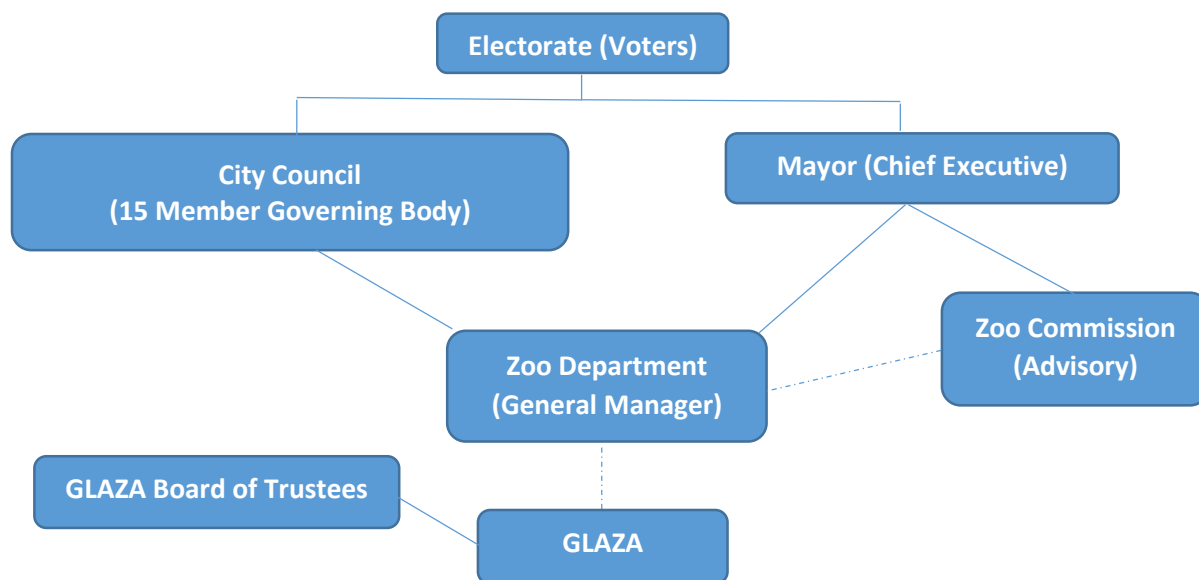 Electorate (Voters)
City Council
(15 Member Governing Body)
Mayor (Chief Executive)
Zoo Commission
(Advisory)
Zoo Department
(General Manager)
GLAZA Board of Trustees
GLAZA